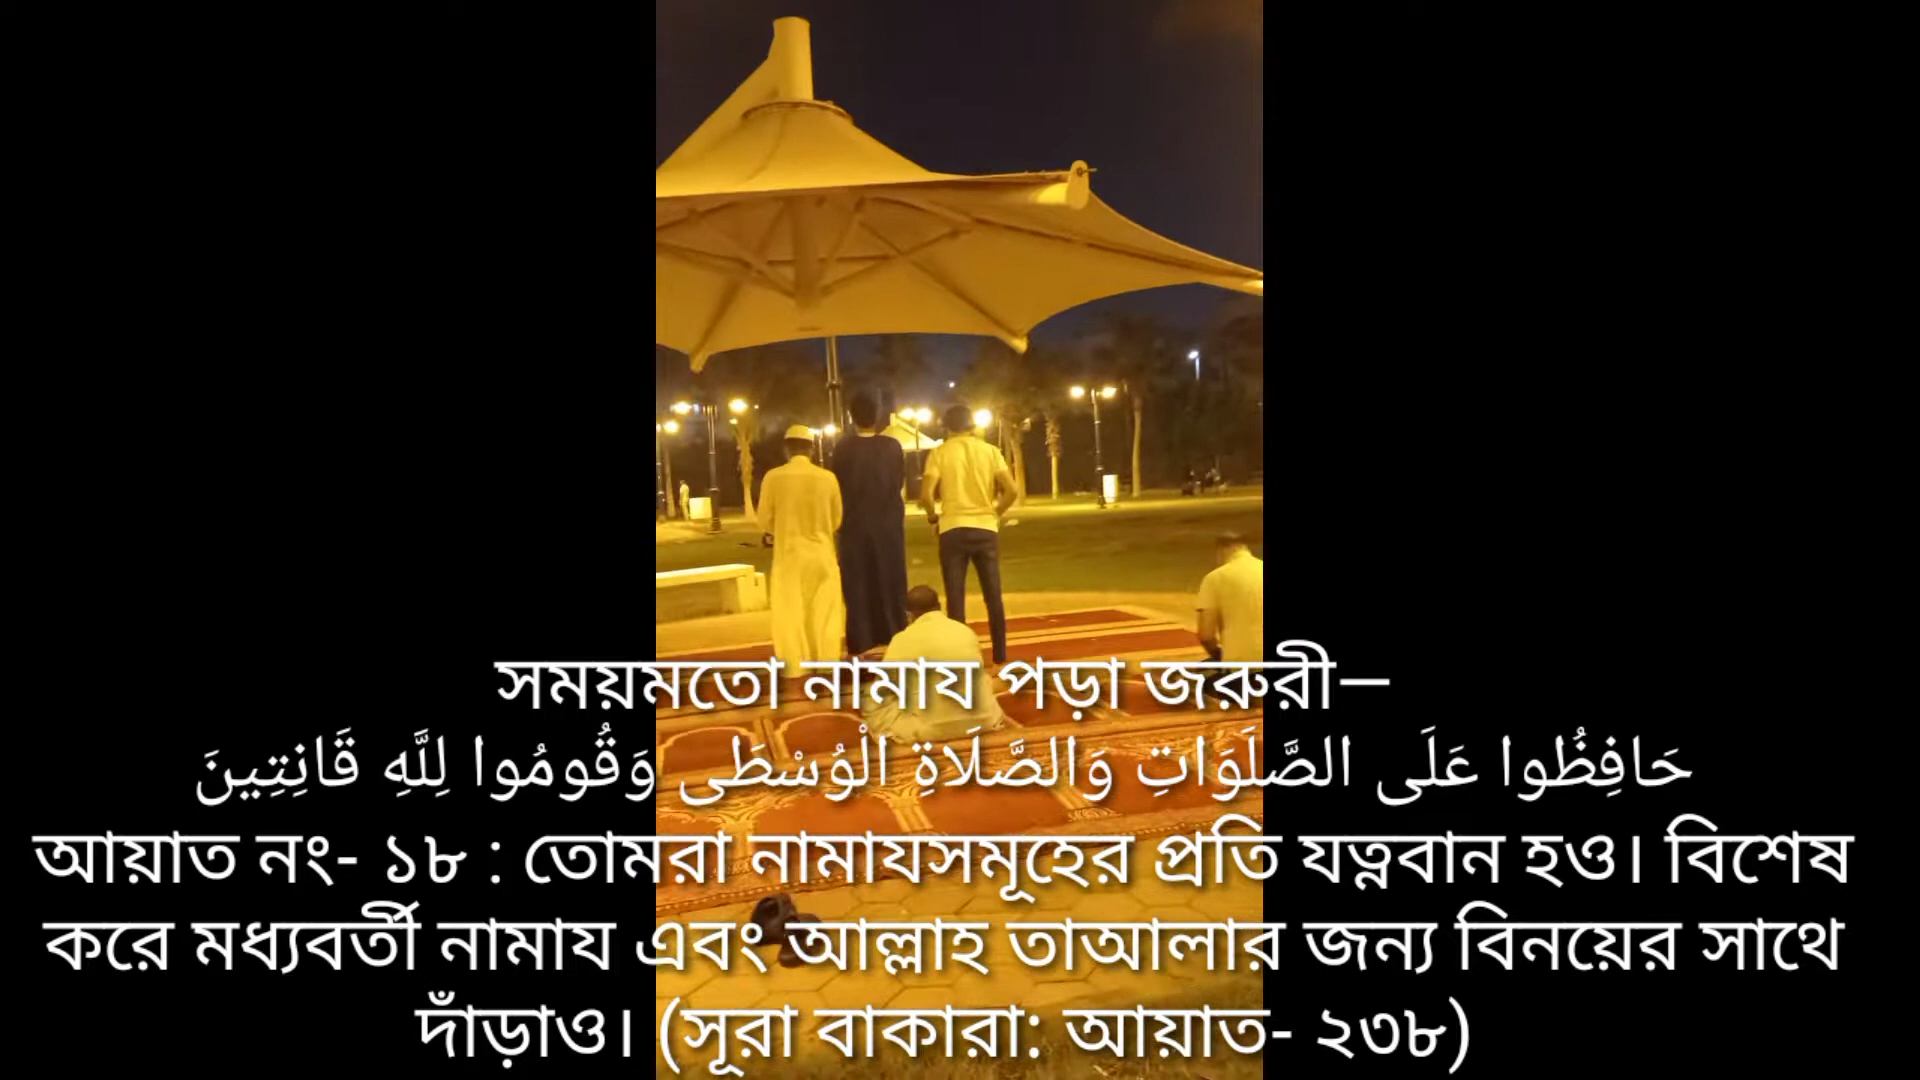 সময়মতো নামায পড়া জরুরী—
حَافِظُوا عَلَى الصَّلَوَاتِ وَالصَّلَاةِ الْوُسْطَى وَقُومُوا لِلَّهِ قَانِتِينَ
আয়াত নং- ১৮ : তোমরা নামাযসমূহের প্রতি যত্নবান হও। বিশেষ
করে মধ্যবর্তী নামায এবং আল্লাহ তাআলার জন্য বিনয়ের সাথে
দাঁড়াও। (সূরা বাকারা: আয়াত- ২৩৮)